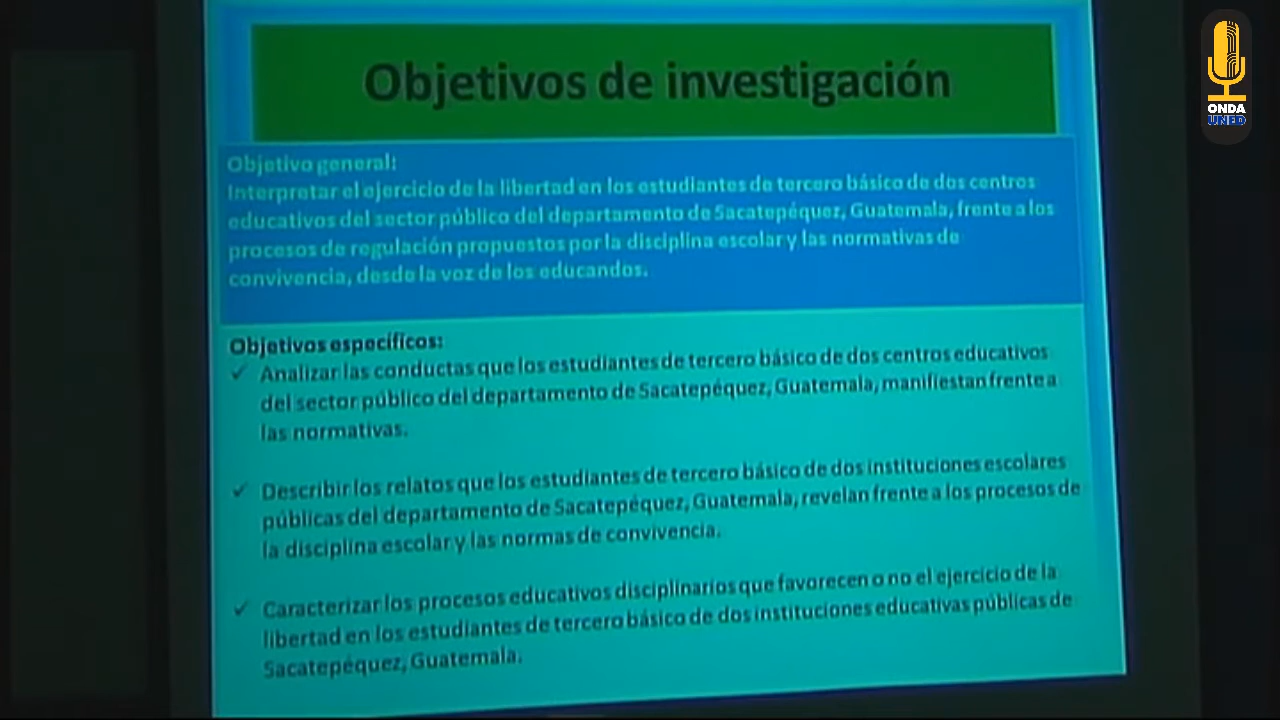 Objetivos de investigación
Objetivo general:
Interpretar el ejercicio de la libertad en los estudiantes de tercero básico de dos centros
educativos del sector público del departamento de Sacatepéquez, Guatemala, frente a los
procesos de regulación propuestos por la disciplina escolar y las normativas de
convivencia, desde la voz de los educandos.
Objetivos específicos:
✓ Analizar las conductas que los estudiantes de tercero básico de dos centros educativos
del sector público del departamento de Sacatepéquez, Guatemala, manifiestan frente a
las normativas.
✓ Describir los relatos que los estudiantes de tercero básico de dos instituciones escolares
públicas del departamento de Sacatepéquez, Guatemala, revelan frente a los procesos de
la disciplina escolar y las normas de convivencia.
✓ Caracterizar los procesos educativos disciplinarios que favorecen o no el ejercicio de la
libertad en los estudiantes de tercero básico de dos instituciones educativas públicas de
Sacatepéquez, Guatemala.
ONDA
UNED